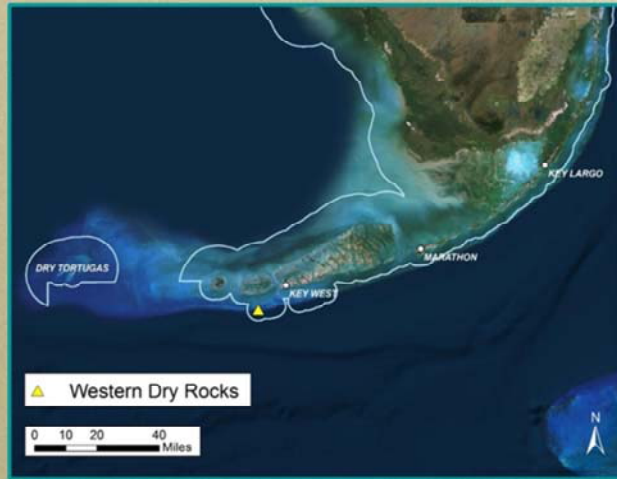 KEY LARGO
MARATHON
DRY TORTUGAS
KEY WEST
Western Dry Rocks
0 10 20 40
Miles
N